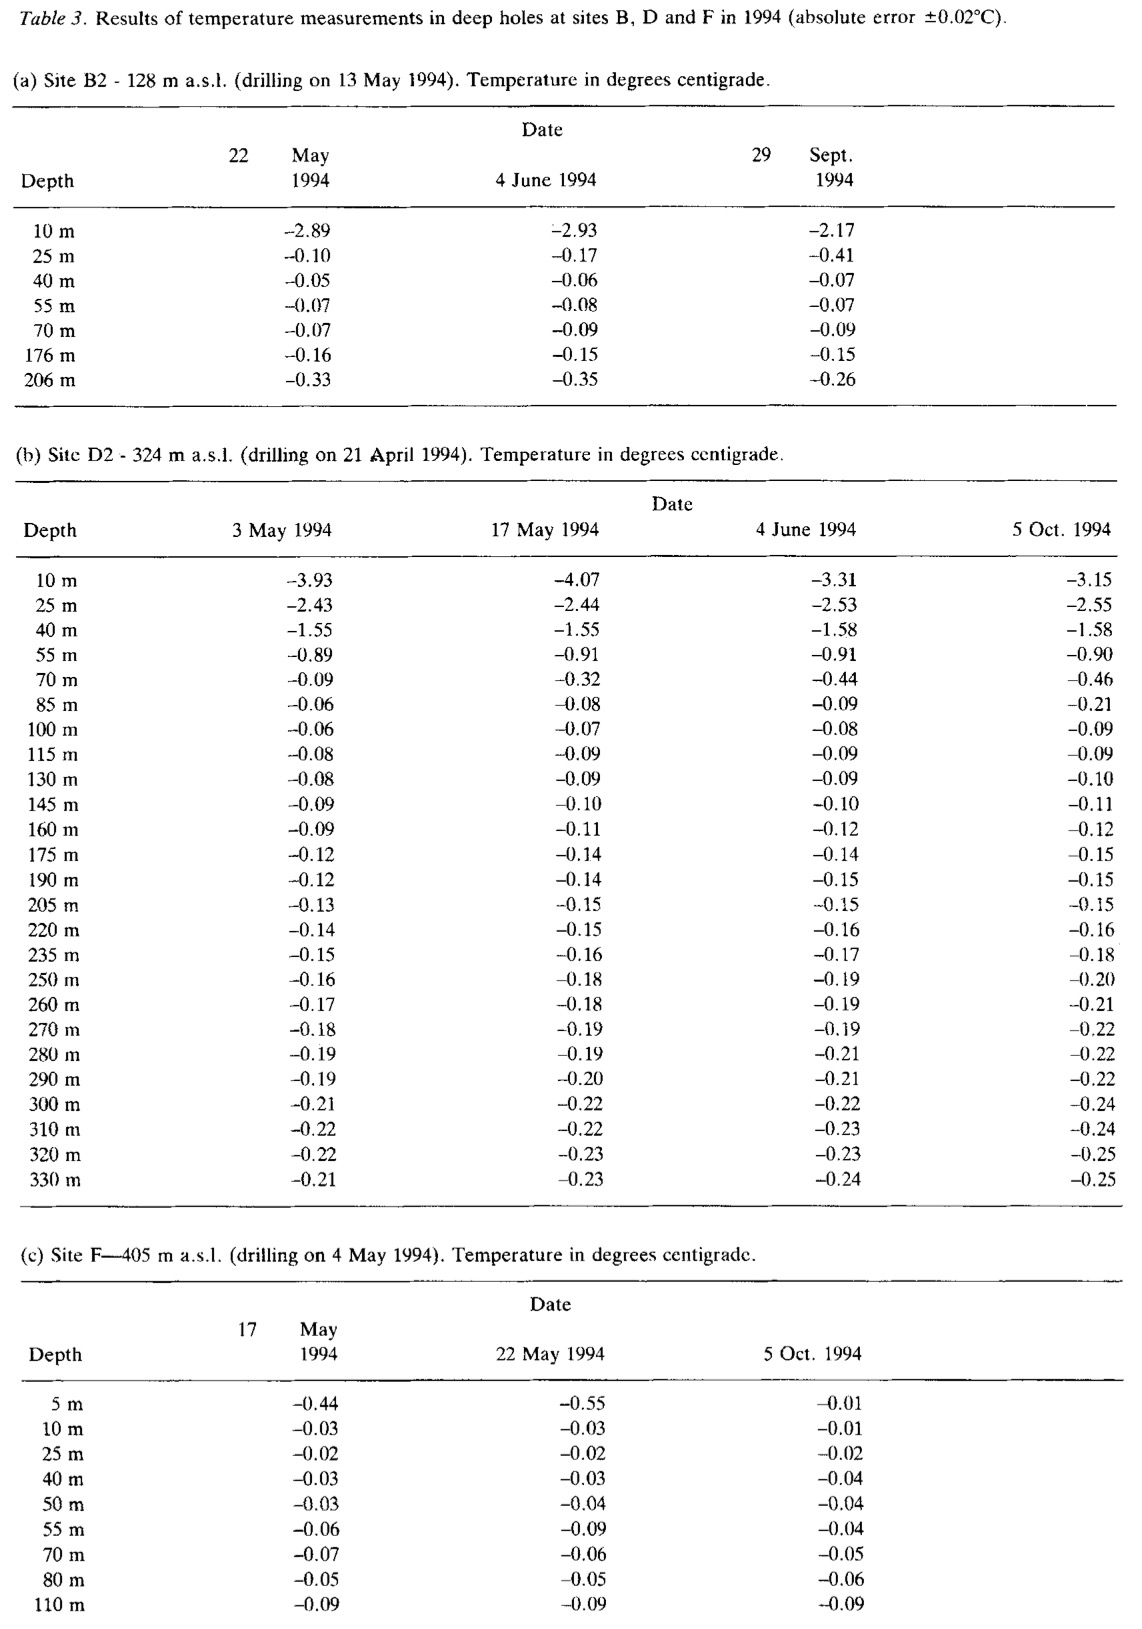 Table 3. Results of temperature measurements in deep holes at sites B, D and F in 1994 (absolute error ±0.02°C).
(a) Site B2 - 128 m a.s.l. (drilling on 13 May 1994). Temperature in degrees centigrade.
Date
22 May 29 Sept.
Depth 1994 4 June 1994 1994
10 m –2.89 –2.93 –2.17
25 m –0.10 –0.17 –0.41
40 m –0.05 –0.06 –0.07
55 m –0.07 –0.08 –0.07
70 m –0.07 –0.09 –0.09
176 m –0.16 –0.15 –0.15
206 m –0.33 –0.35 –0.26
(b) Site D2 - 324 m a.s.l. (drilling on 21 April 1994). Temperature in degrees centigrade.
Date
Depth 3 May 1994 17 May 1994 4 June 1994 5 Oct. 1994
10 m –3.93 –4.07 –3.31 –3.15
25 m –2.43 –2.44 –2.53 –2.55
40 m –1.55 –1.55 –1.58 –1.58
55 m –0.89 –0.91 –0.91 –0.90
70 m –0.09 –0.32 –0.44 –0.46
85 m –0.06 –0.08 –0.09 –0.21
100 m –0.06 –0.07 –0.08 –0.09
115 m –0.08 –0.09 –0.09 –0.09
130 m –0.08 –0.09 –0.09 –0.10
145 m –0.09 –0.10 –0.10 –0.11
160 m –0.09 –0.11 –0.12 –0.12
175 m –0.12 –0.14 –0.14 –0.15
190 m –0.12 –0.14 –0.15 –0.15
205 m –0.13 –0.15 –0.15 –0.15
220 m –0.14 –0.15 –0.16 –0.16
235 m –0.15 –0.16 –0.17 –0.18
250 m –0.16 –0.18 –0.19 –0.20
260 m –0.17 –0.18 –0.19 –0.21
270 m –0.18 –0.19 –0.19 –0.22
280 m –0.19 –0.19 –0.21 –0.22
290 m –0.19 –0.20 –0.21 –0.22
300 m –0.21 –0.22 –0.22 –0.24
310 m –0.22 –0.22 –0.23 –0.24
320 m –0.22 –0.23 –0.23 –0.25
330 m –0.21 –0.23 –0.24 –0.25
(c) Site F—405 m a.s.l. (drilling on 4 May 1994). Temperature in degrees centigrade.
Date
17 May
Depth 1994 22 May 1994 5 Oct. 1994
5 m –0.44 –0.55 –0.01
10 m –0.03 –0.03 –0.01
25 m –0.02 –0.02 –0.02
40 m –0.03 –0.03 –0.04
50 m –0.03 –0.04 –0.04
55 m –0.06 –0.09 –0.04
70 m –0.07 –0.06 –0.05
80 m –0.05 –0.05 –0.06
110 m –0.09 –0.09 –0.09